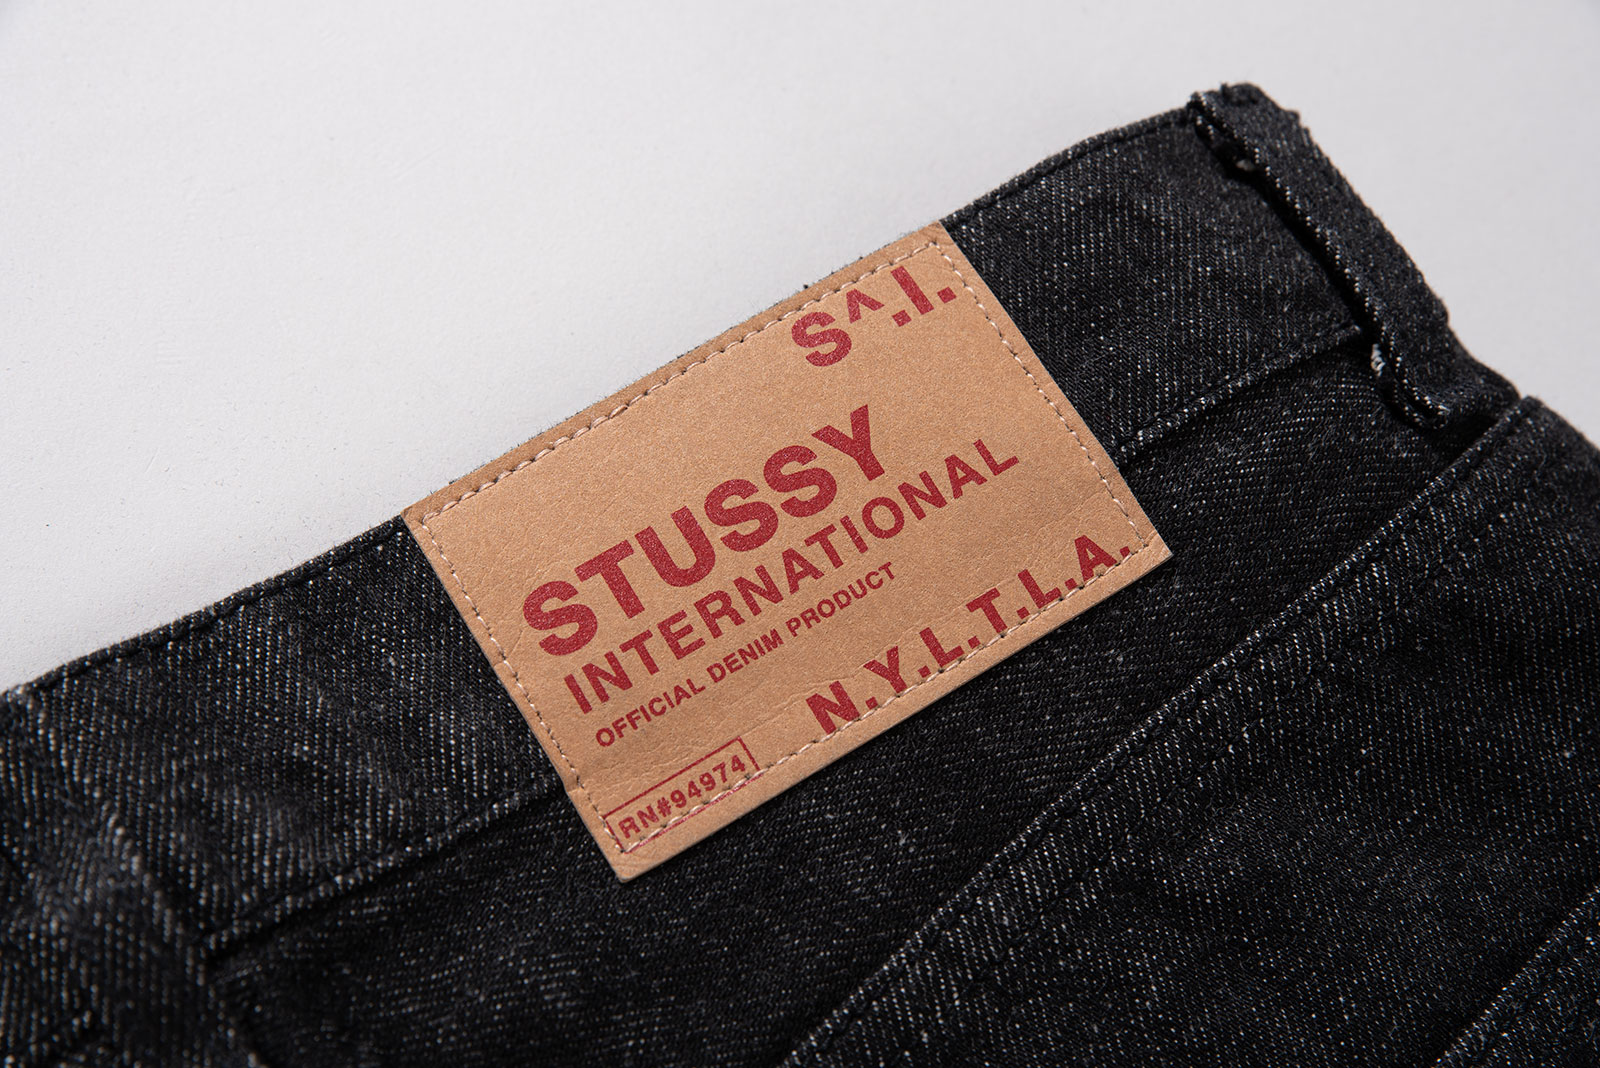 S^.I.
STUSSY
INTERNATIONAL
OFFICIAL DENIM PRODUCT
N.Y.L.T.L.A.
RN#94974